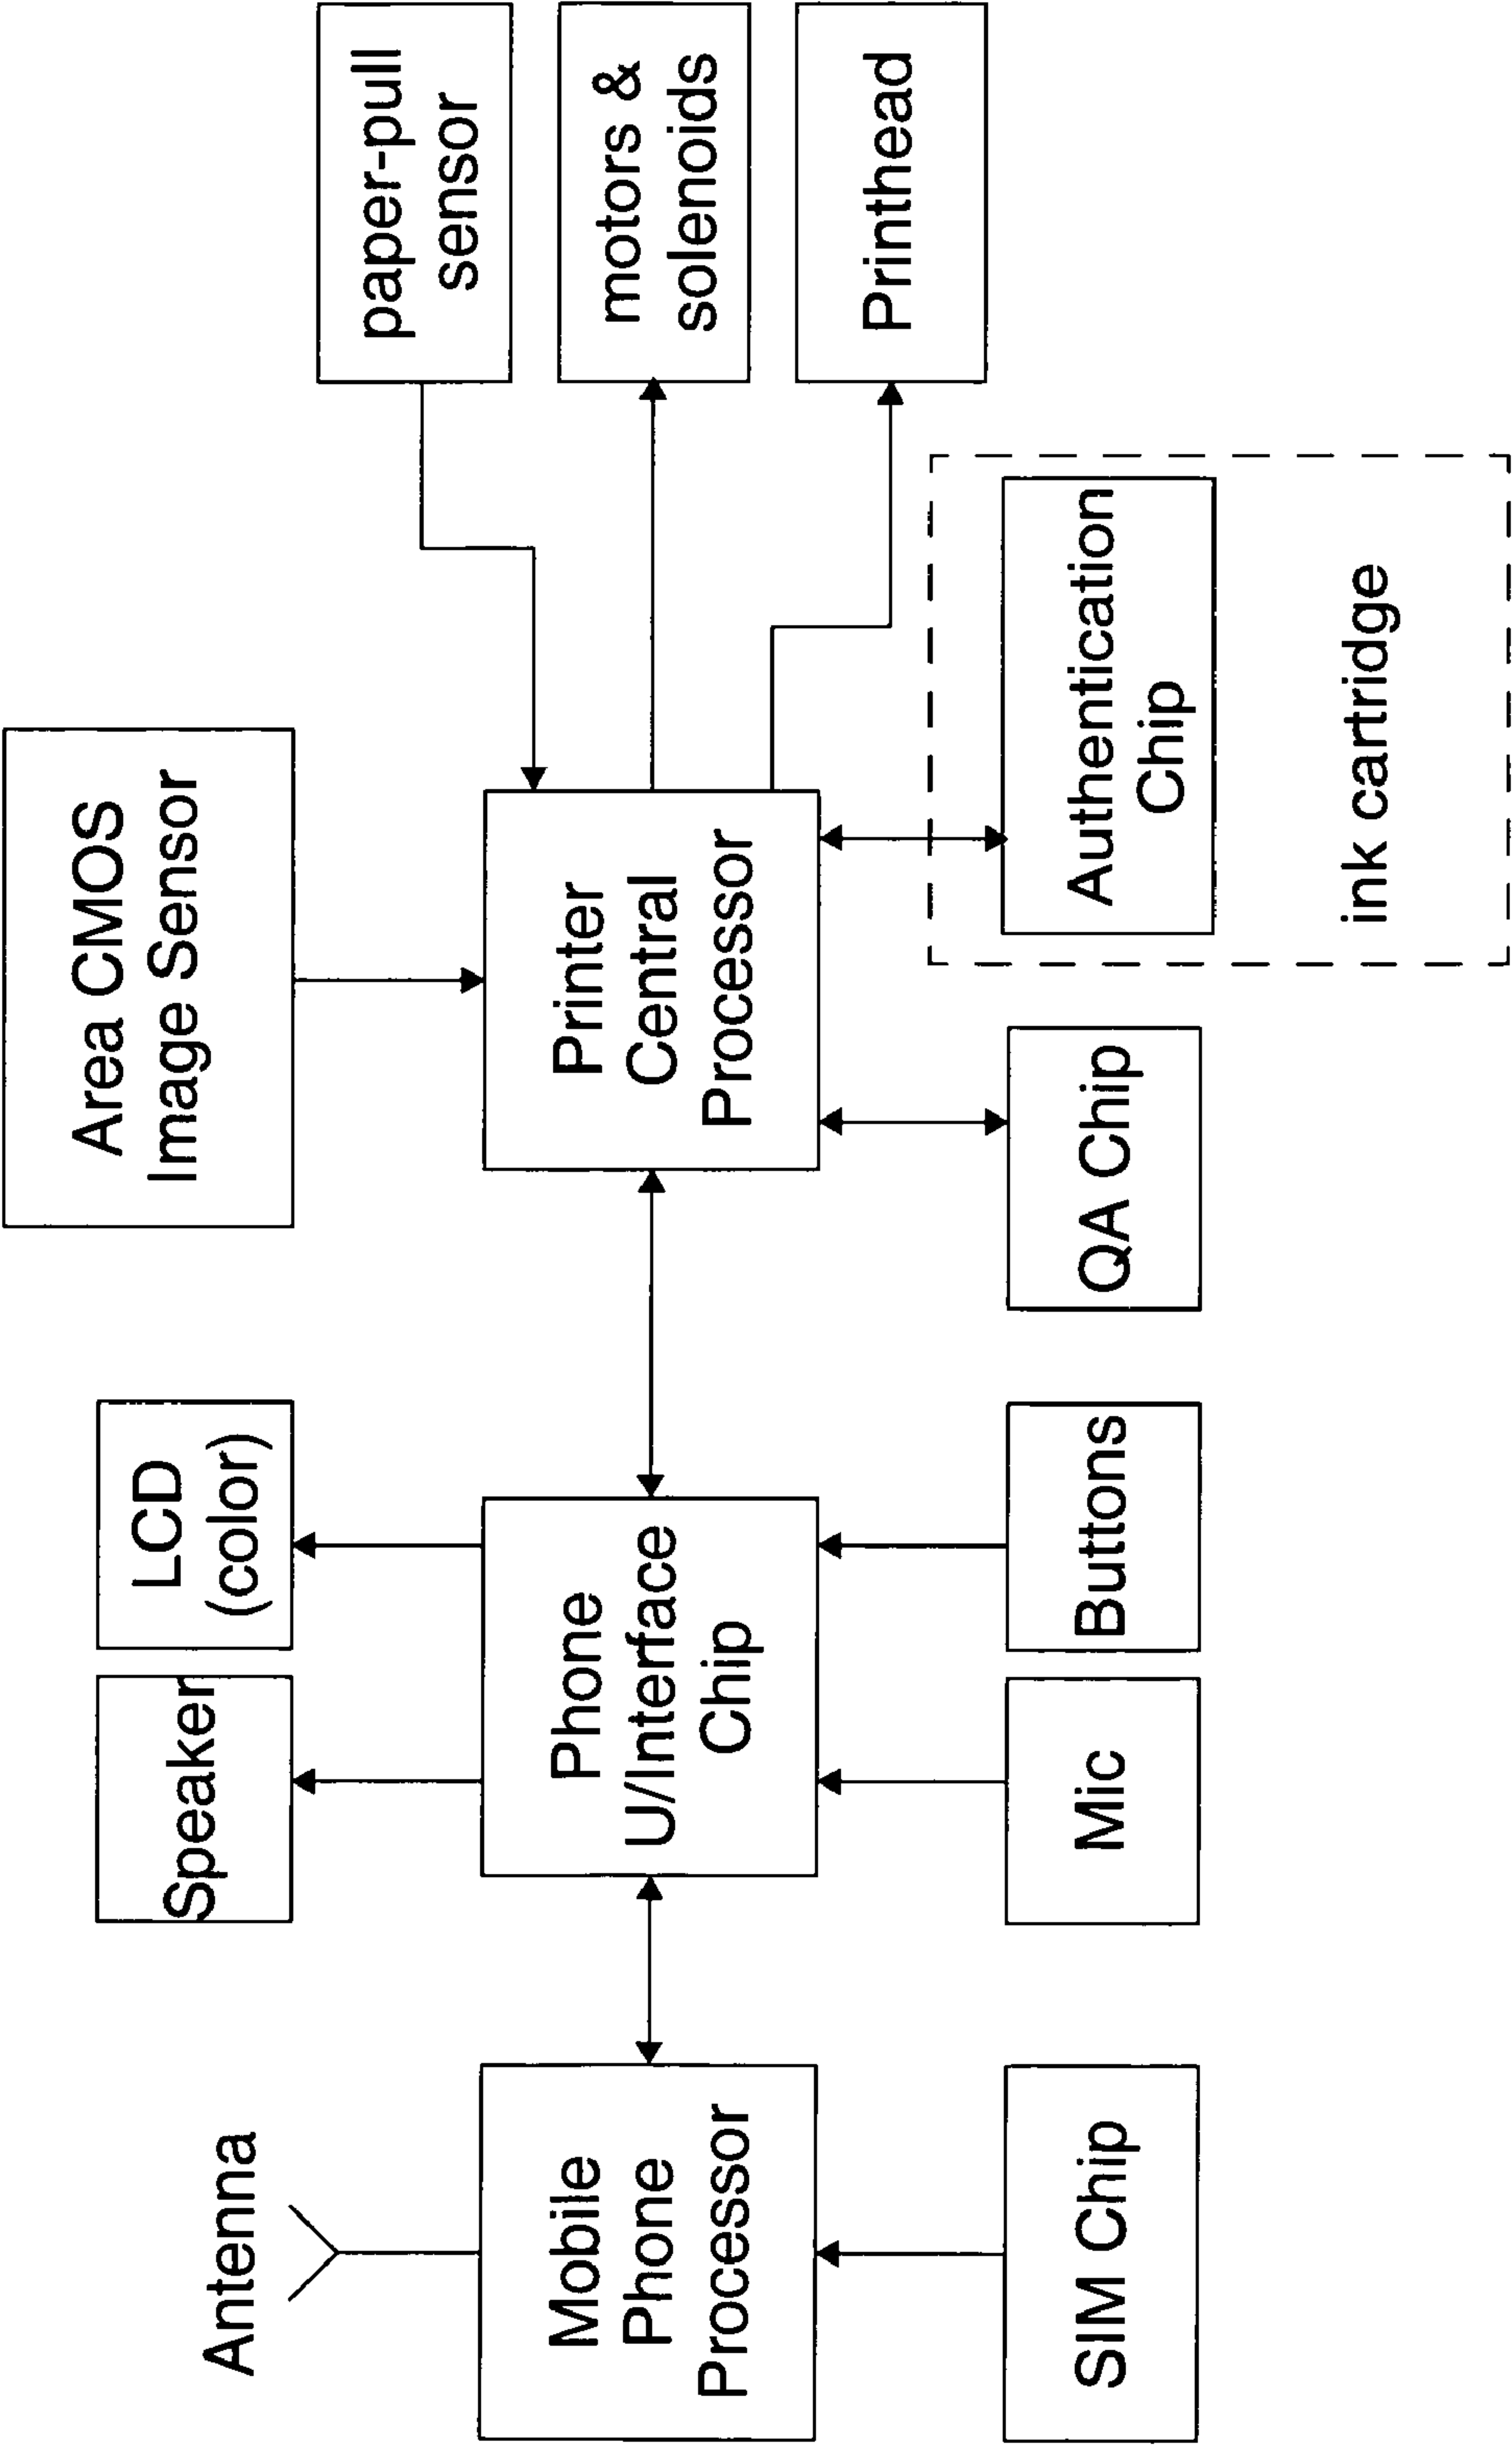 Antenna
Mobile
Phone
Processor
SIM Chip
Speaker
LCD
(color)
Phone
U/Interface
Chip
Mic
Buttons
Area CMOS
Image Sensor
Printer
Central
Processor
QA Chip
Authentication
Chip
ink cartridge
paper-pull
sensor
motors &
solenoids
Printhead